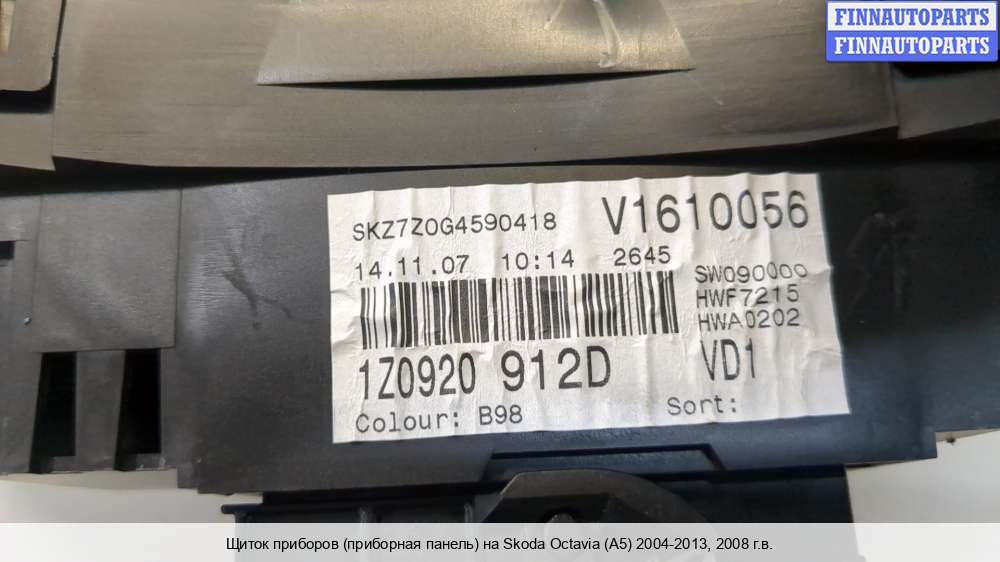 FINNAUTOPARTS
FINNAUTOPARTS
SKZ7Z0G4590418 V1610056
14.11.07 10:14 2645 SW090000
HWF7215
HWA0202
1Z0920 912D VD1
Colour: B98 Sort:
Щиток приборов (приборная панель) на Skoda Octavia (A5) 2004-2013, 2008 г.в.